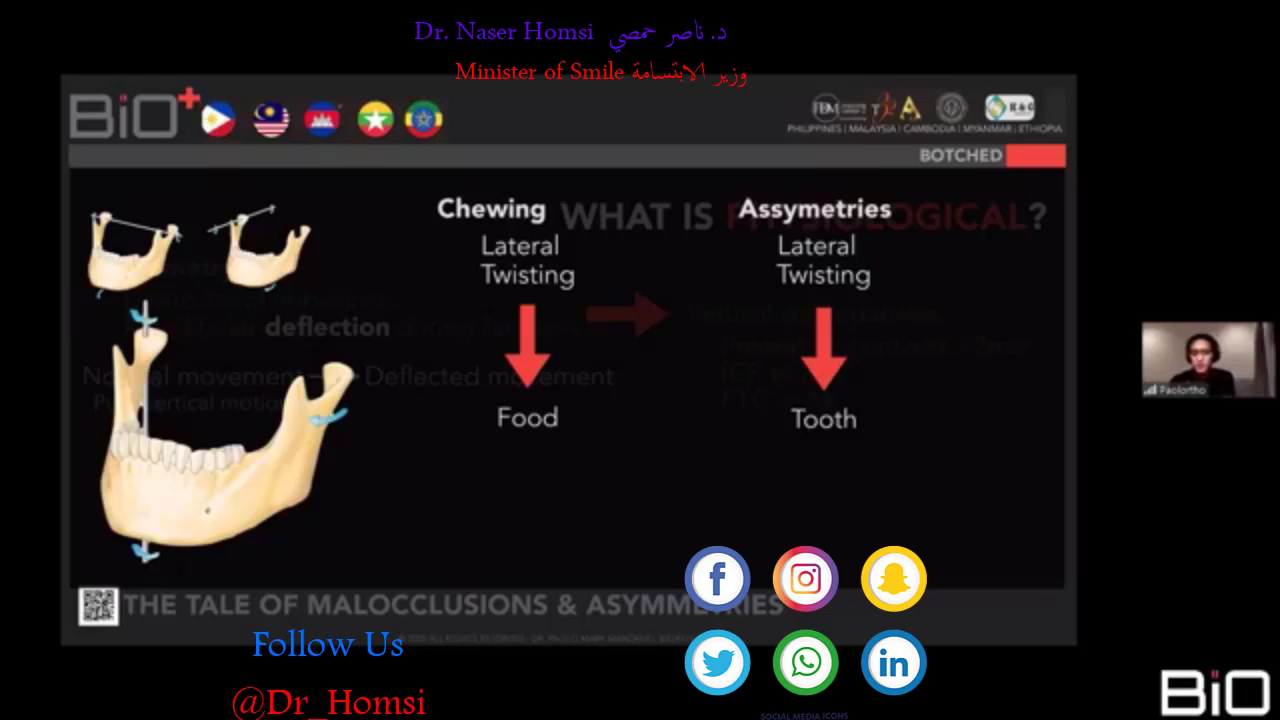 Dr. Naser Homsi د. ناصر حمصي
Minister of Smile وزير الابتسامة
BiO+
PHILIPPINES | MALAYSIA | CAMBODIA | MYANMAR | ETHIOPIA
BOTCHED
WHAT IS PHYSIOLOGICAL?
Chewing
Lateral
Twisting
Food
Assymetries
Lateral
Twisting
Tooth
deflection
Normal movement
Deflected movement
THE TALE OF MALOCCLUSIONS & ASYMMETRIES
Paolortho
Follow Us
@Dr_Homsi
SOCIAL MEDIA ICONS
BiO